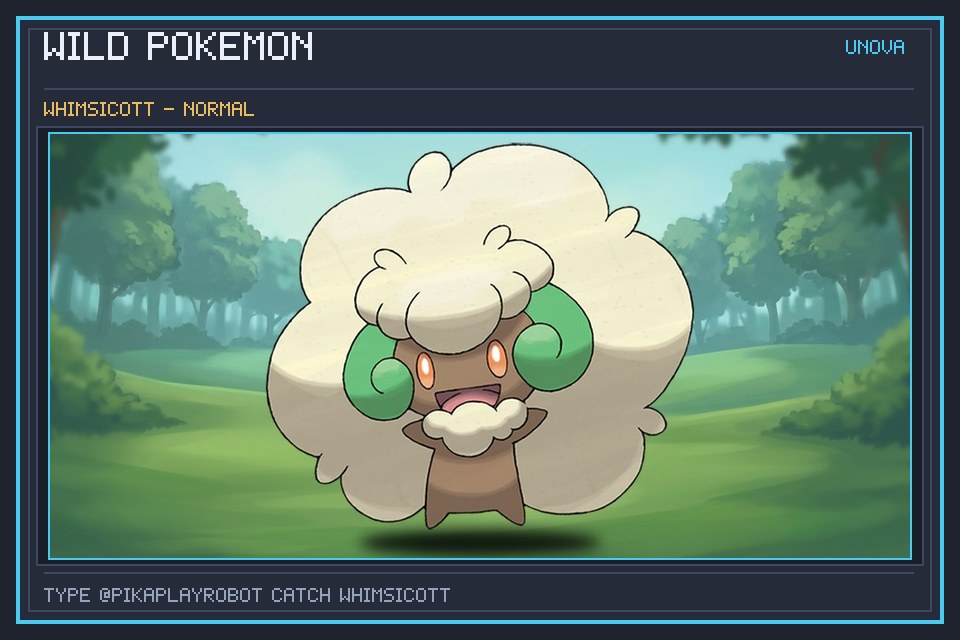 WILD POKEMON
UNOVA
WHIMSICOTT - NORMAL
TYPE @PIKAPLAYROBOT CATCH WHIMSICOTT